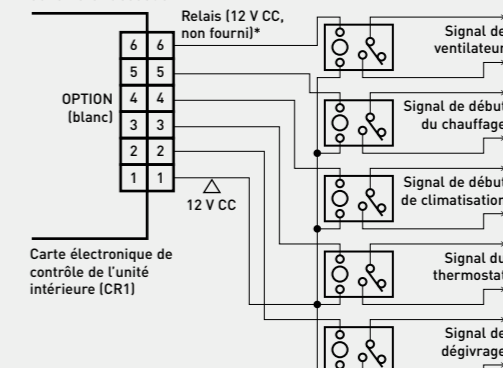 Relais (12 V CC,
non fourni)*
6 6
5 5
4 4
3 3
2 2
1 1
OPTION
(blanc)
12 V CC
Carte électronique de
contrôle de l'unité
intérieure (CR1)
Signal de
ventilateur
Signal de début
du chauffage
Signal de début
de climatisation
Signal du
thermostat
Signal de
dégivrage